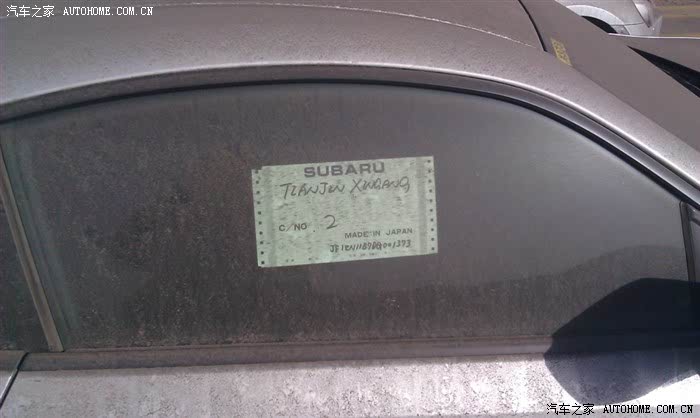 汽车之家 AUTOHOME.COM.CN
SUBARU
TIANJIN XINGANG
C/NO. 2
MADE IN JAPAN
汽车之家 AUTOHOME.COM.CN